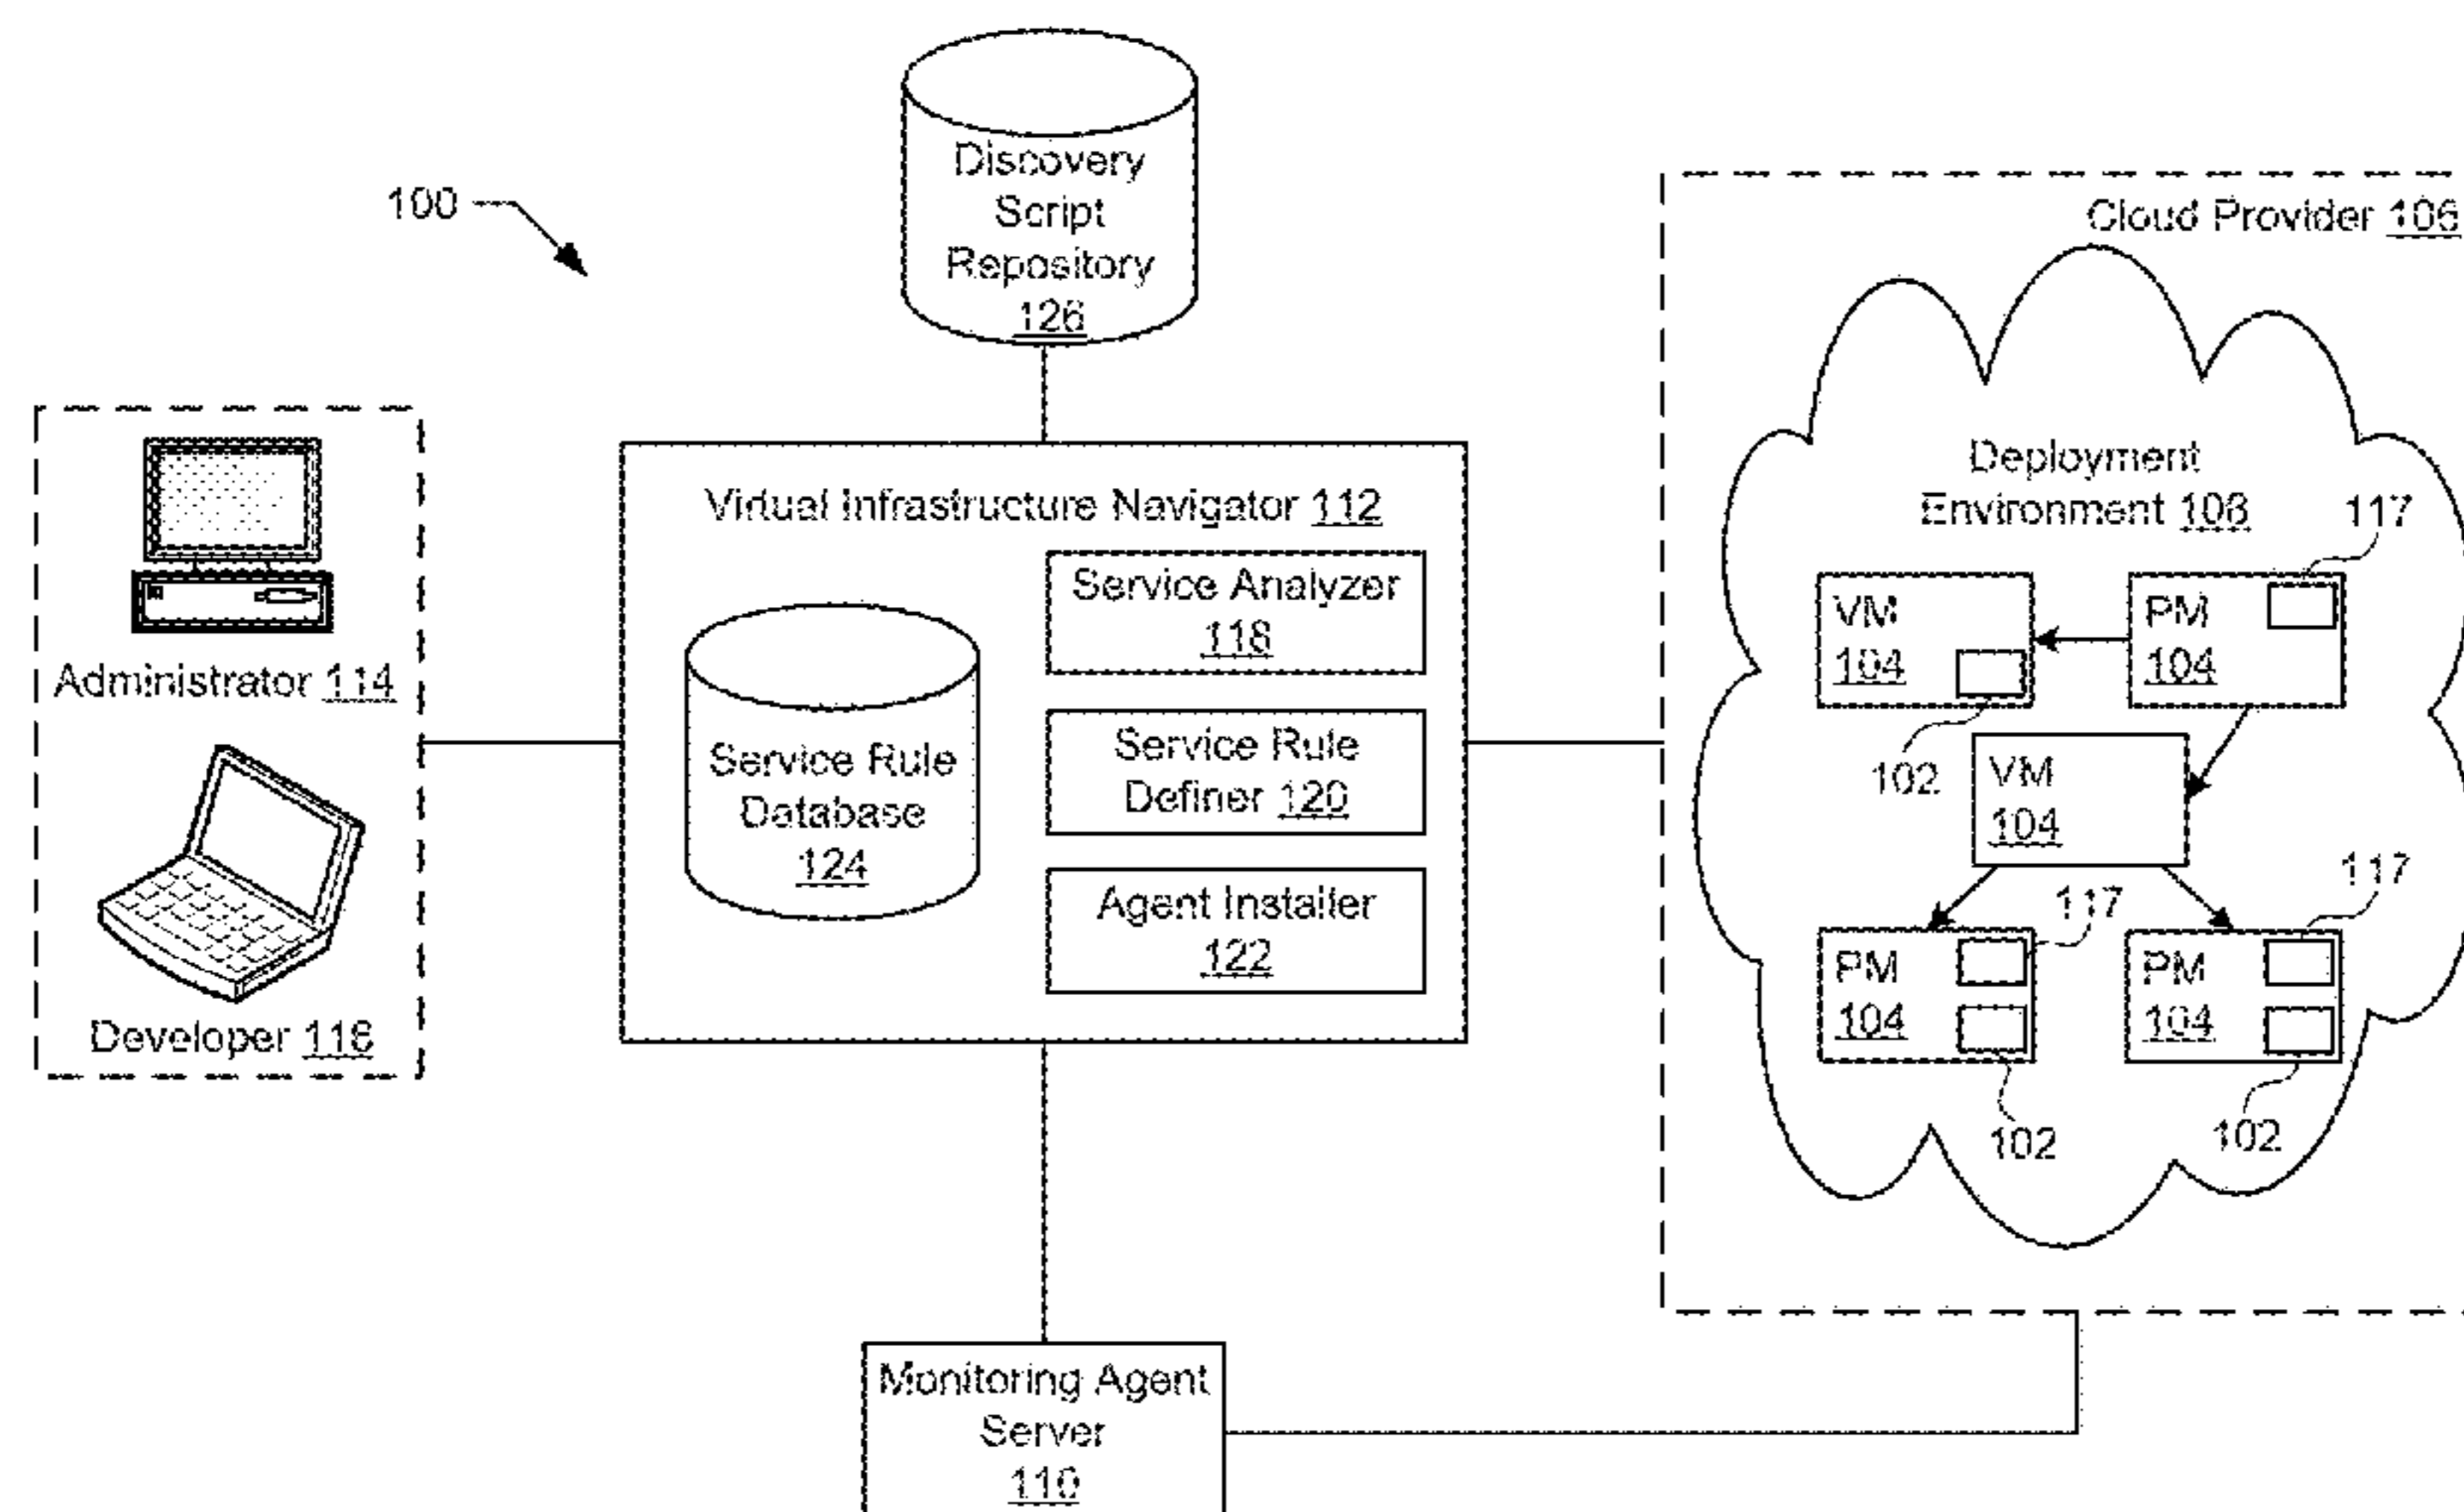 100
Discovery
Script
Repository
126
Cloud Provider 106
Deployment
Environment 108
117
VM
104
PM
104
102
VM
104
117
117
PM
104
PM
104
102
102
Virtual Infrastructure Navigator 112
Service Analyzer
118
Service Rule
Definer 120
Agent Installer
122
Service Rule
Database
124
Administrator 114
Developer 116
Monitoring Agent
Server
110